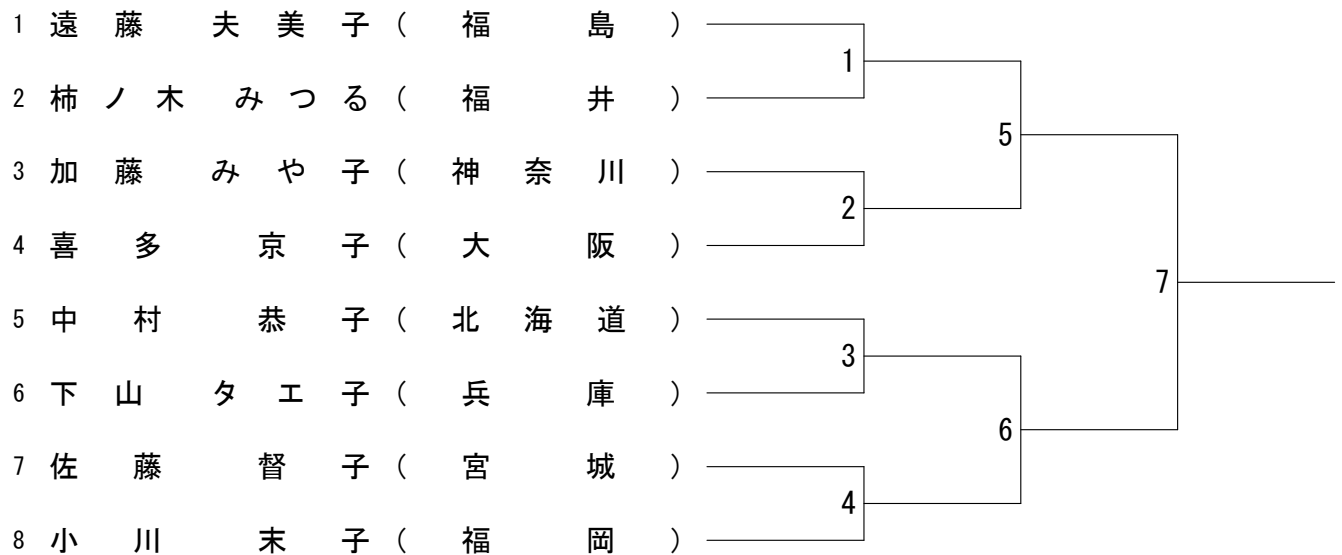 1 遠藤 夫美子 (福島)
1
2 柿ノ木 みつる (福井)
5
3 加藤 みや子 (神奈川)
2
4 喜多 京子 (大阪)
7
5 中村 恭子 (北海道)
3
6 下山 タエ子 (兵庫)
6
7 佐藤 督子 (宮城)
4
8 小川 末子 (福岡)